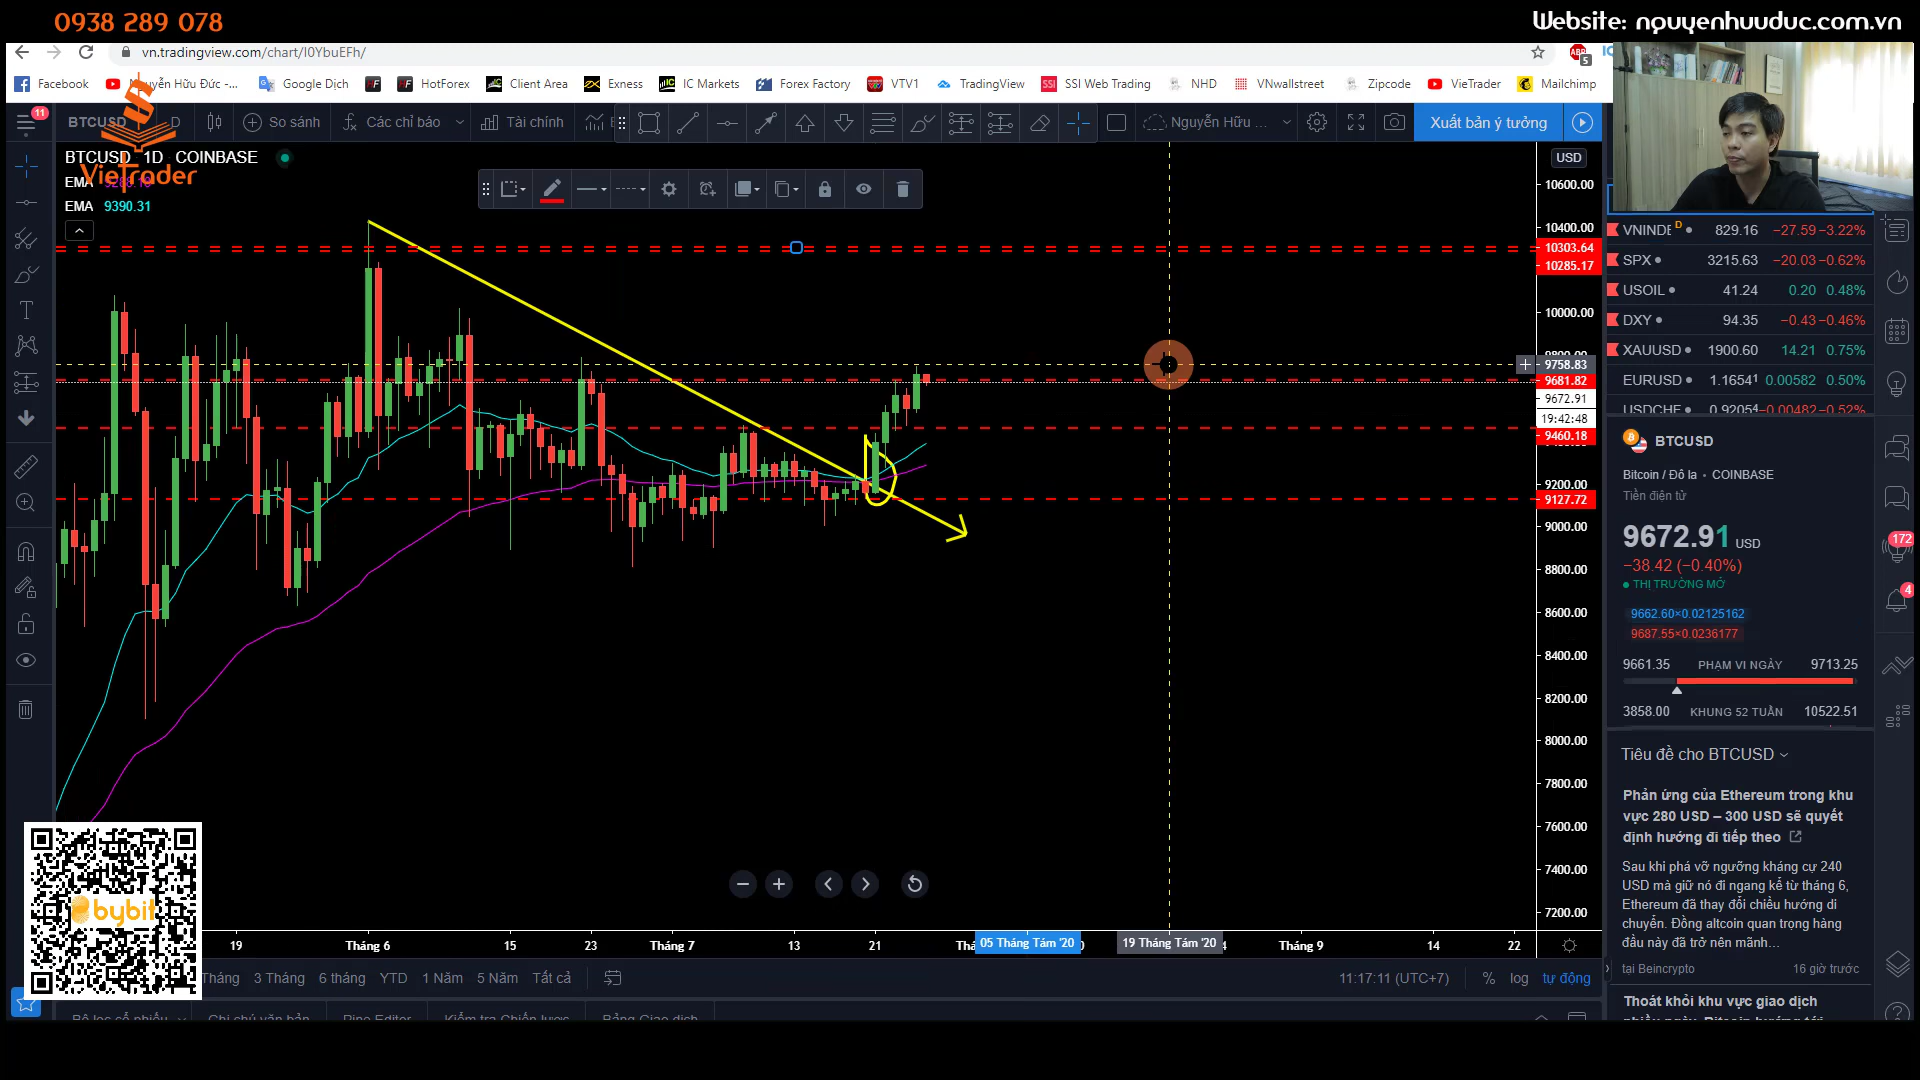 0938 289 078
Website: nguyenhuuduc.com.vn
vn.tradingview.com/chart/I0YbuEFh/
ABP
5
Facebook
Nguyễn Hữu Đức -...
Google Dịch
HotForex
Client Area
Exness
IC Markets
Forex Factory
VTV1
TradingView
SSI Web Trading
NHD
VNwallstreet
Zipcode
VieTrader
Mailchimp
11
BTCUSD
D
So sánh
Các chỉ báo
Tài chính
Nguyễn Hữu ...
Xuất bản ý tưởng
BTCUSD · 1D · COINBASE
VieTrader
EMA
EMA 9390.31
USD
10600.00
10400.00
10303.64
10285.17
10000.00
9758.83
9681.82
9672.91
19:42:48
9460.18
9200.00
9127.72
9000.00
8800.00
8600.00
8400.00
8200.00
8000.00
7800.00
7600.00
7400.00
7200.00
VNINDE D 829.16 −27.59 −3.22%
SPX 3215.63 −20.03 −0.62%
USOIL 41.24 0.20 0.48%
DXY 94.35 −0.43 −0.46%
XAUUSD 1900.60 14.21 0.75%
EURUSD 1.16541 0.00582 0.50%
BTCUSD
Bitcoin / Đô la • COINBASE
Tiền điện tử
9672.91 USD
−38.42 (−0.40%)
THỊ TRƯỜNG MỞ
9662.60×0.02125162
9687.55×0.0236177
9661.35 PHẠM VI NGÀY 9713.25
3858.00 KHUNG 52 TUẦN 10522.51
172
4
Tiêu đề cho BTCUSD
Phản ứng của Ethereum trong khu
vực 280 USD – 300 USD sẽ quyết
định hướng đi tiếp theo
Sau khi phá vỡ ngưỡng kháng cự 240
USD mà giữ nó đi ngang kể từ tháng 6,
Ethereum đã thay đổi chiều hướng di
chuyển. Đồng altcoin quan trọng hàng
đầu này đã trở nên mãnh...
tại Beincrypto 16 giờ trước
Thoát khỏi khu vực giao dịch
bybit
19
Tháng 6
15
23
Tháng 7
13
21
05 Tháng Tám '20
19 Tháng Tám '20
Tháng 9
14
22
Tháng
3 Tháng
6 tháng
YTD
1 Năm
5 Năm
Tất cả
11:17:11 (UTC+7)
%
log
tự động